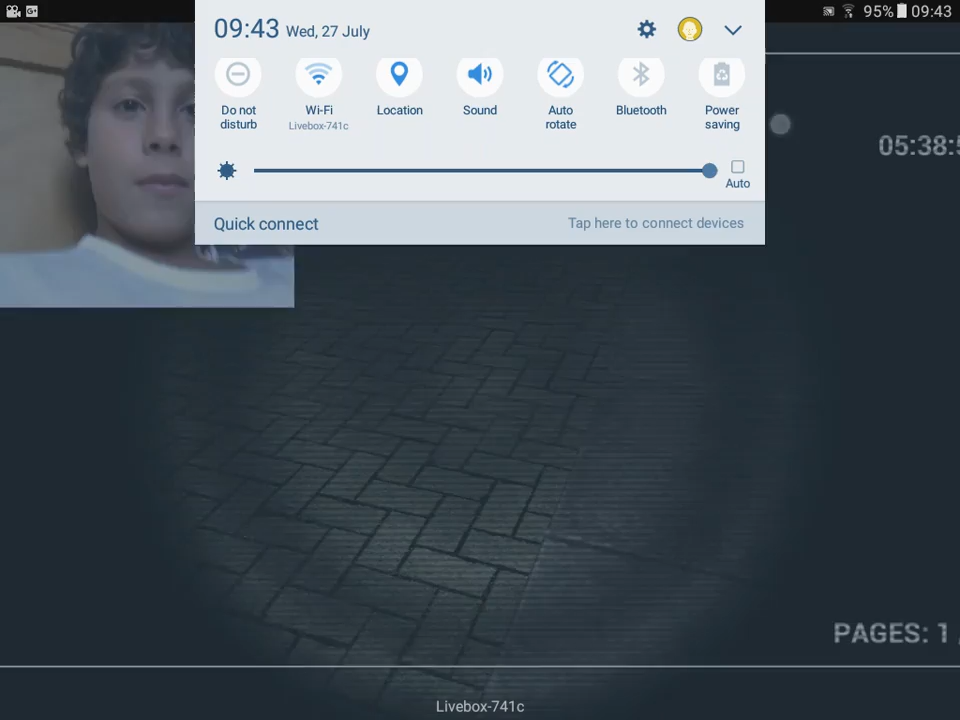 95% 09:43
09:43 Wed, 27 July
Do not disturb
Wi-Fi
Livebox-741c
Location
Sound
Auto rotate
Bluetooth
Power saving
Auto
Quick connect
Tap here to connect devices
05:38:5
PAGES: 1
Livebox-741c